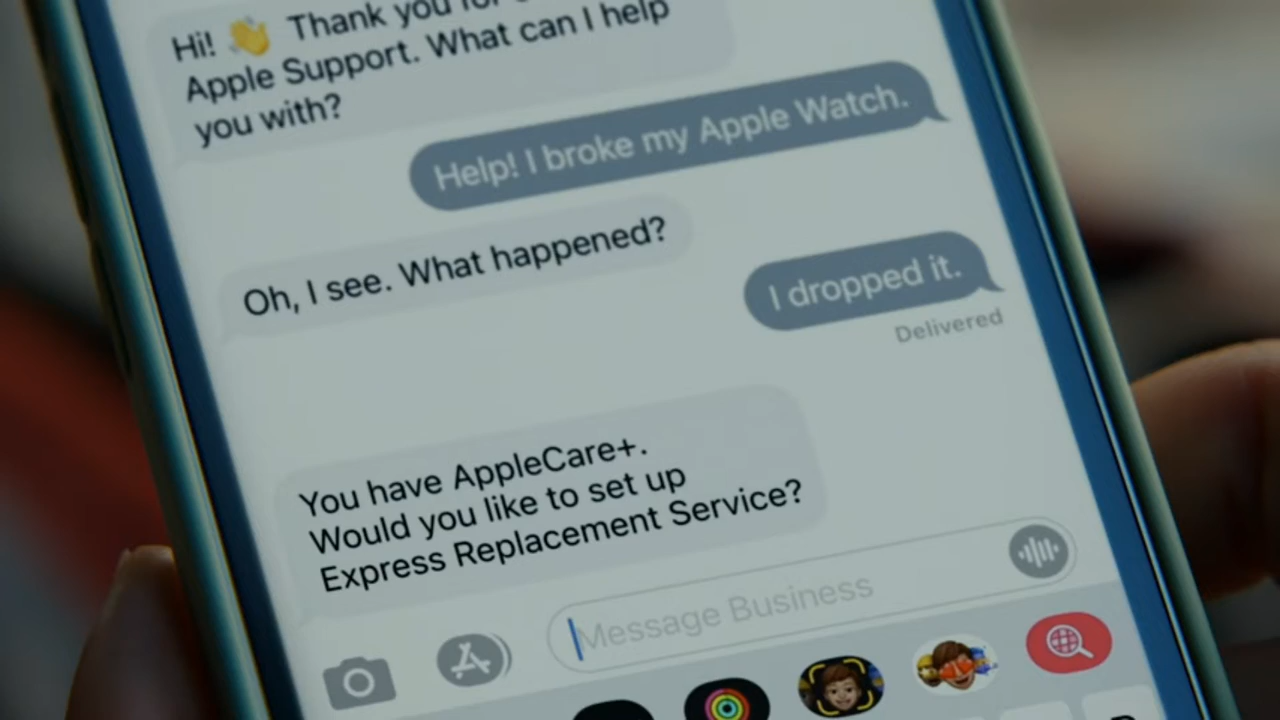 Hi! 👋 Thank you for
Apple Support. What can I help
you with?
Help! I broke my Apple Watch.
Oh, I see. What happened?
I dropped it.
Delivered
You have AppleCare+.
Would you like to set up
Express Replacement Service?
Message Business